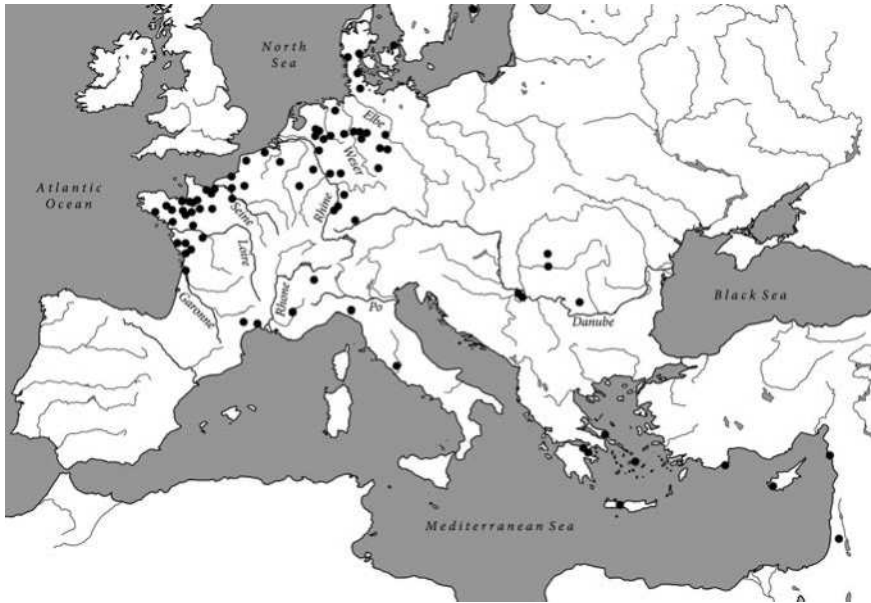 North
Sea
Elbe
Weser
Atlantic
Ocean
Rhine
Seine
Loire
Rhone
Garonne
Po
Danube
Black Sea
Mediterranean Sea